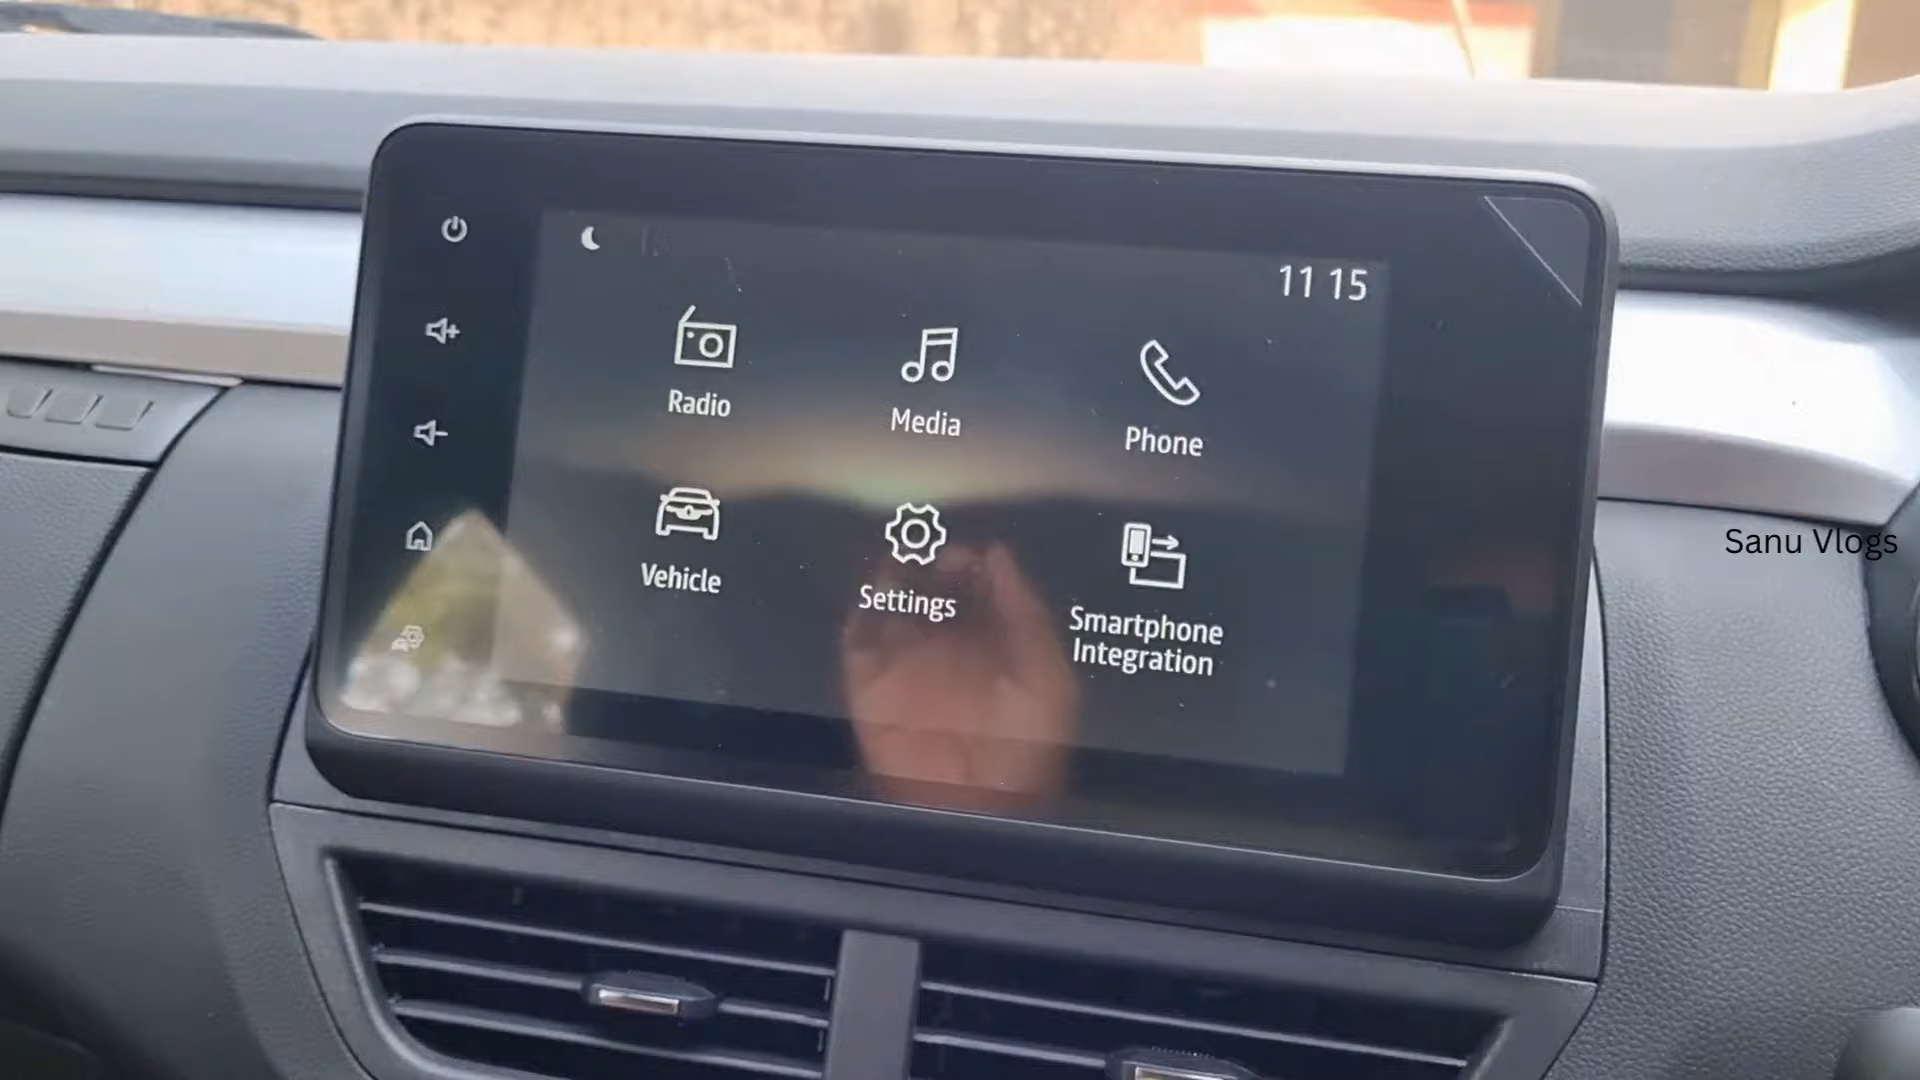 11 15
Radio
Media
Phone
Vehicle
Settings
Smartphone
Integration
Sanu Vlogs